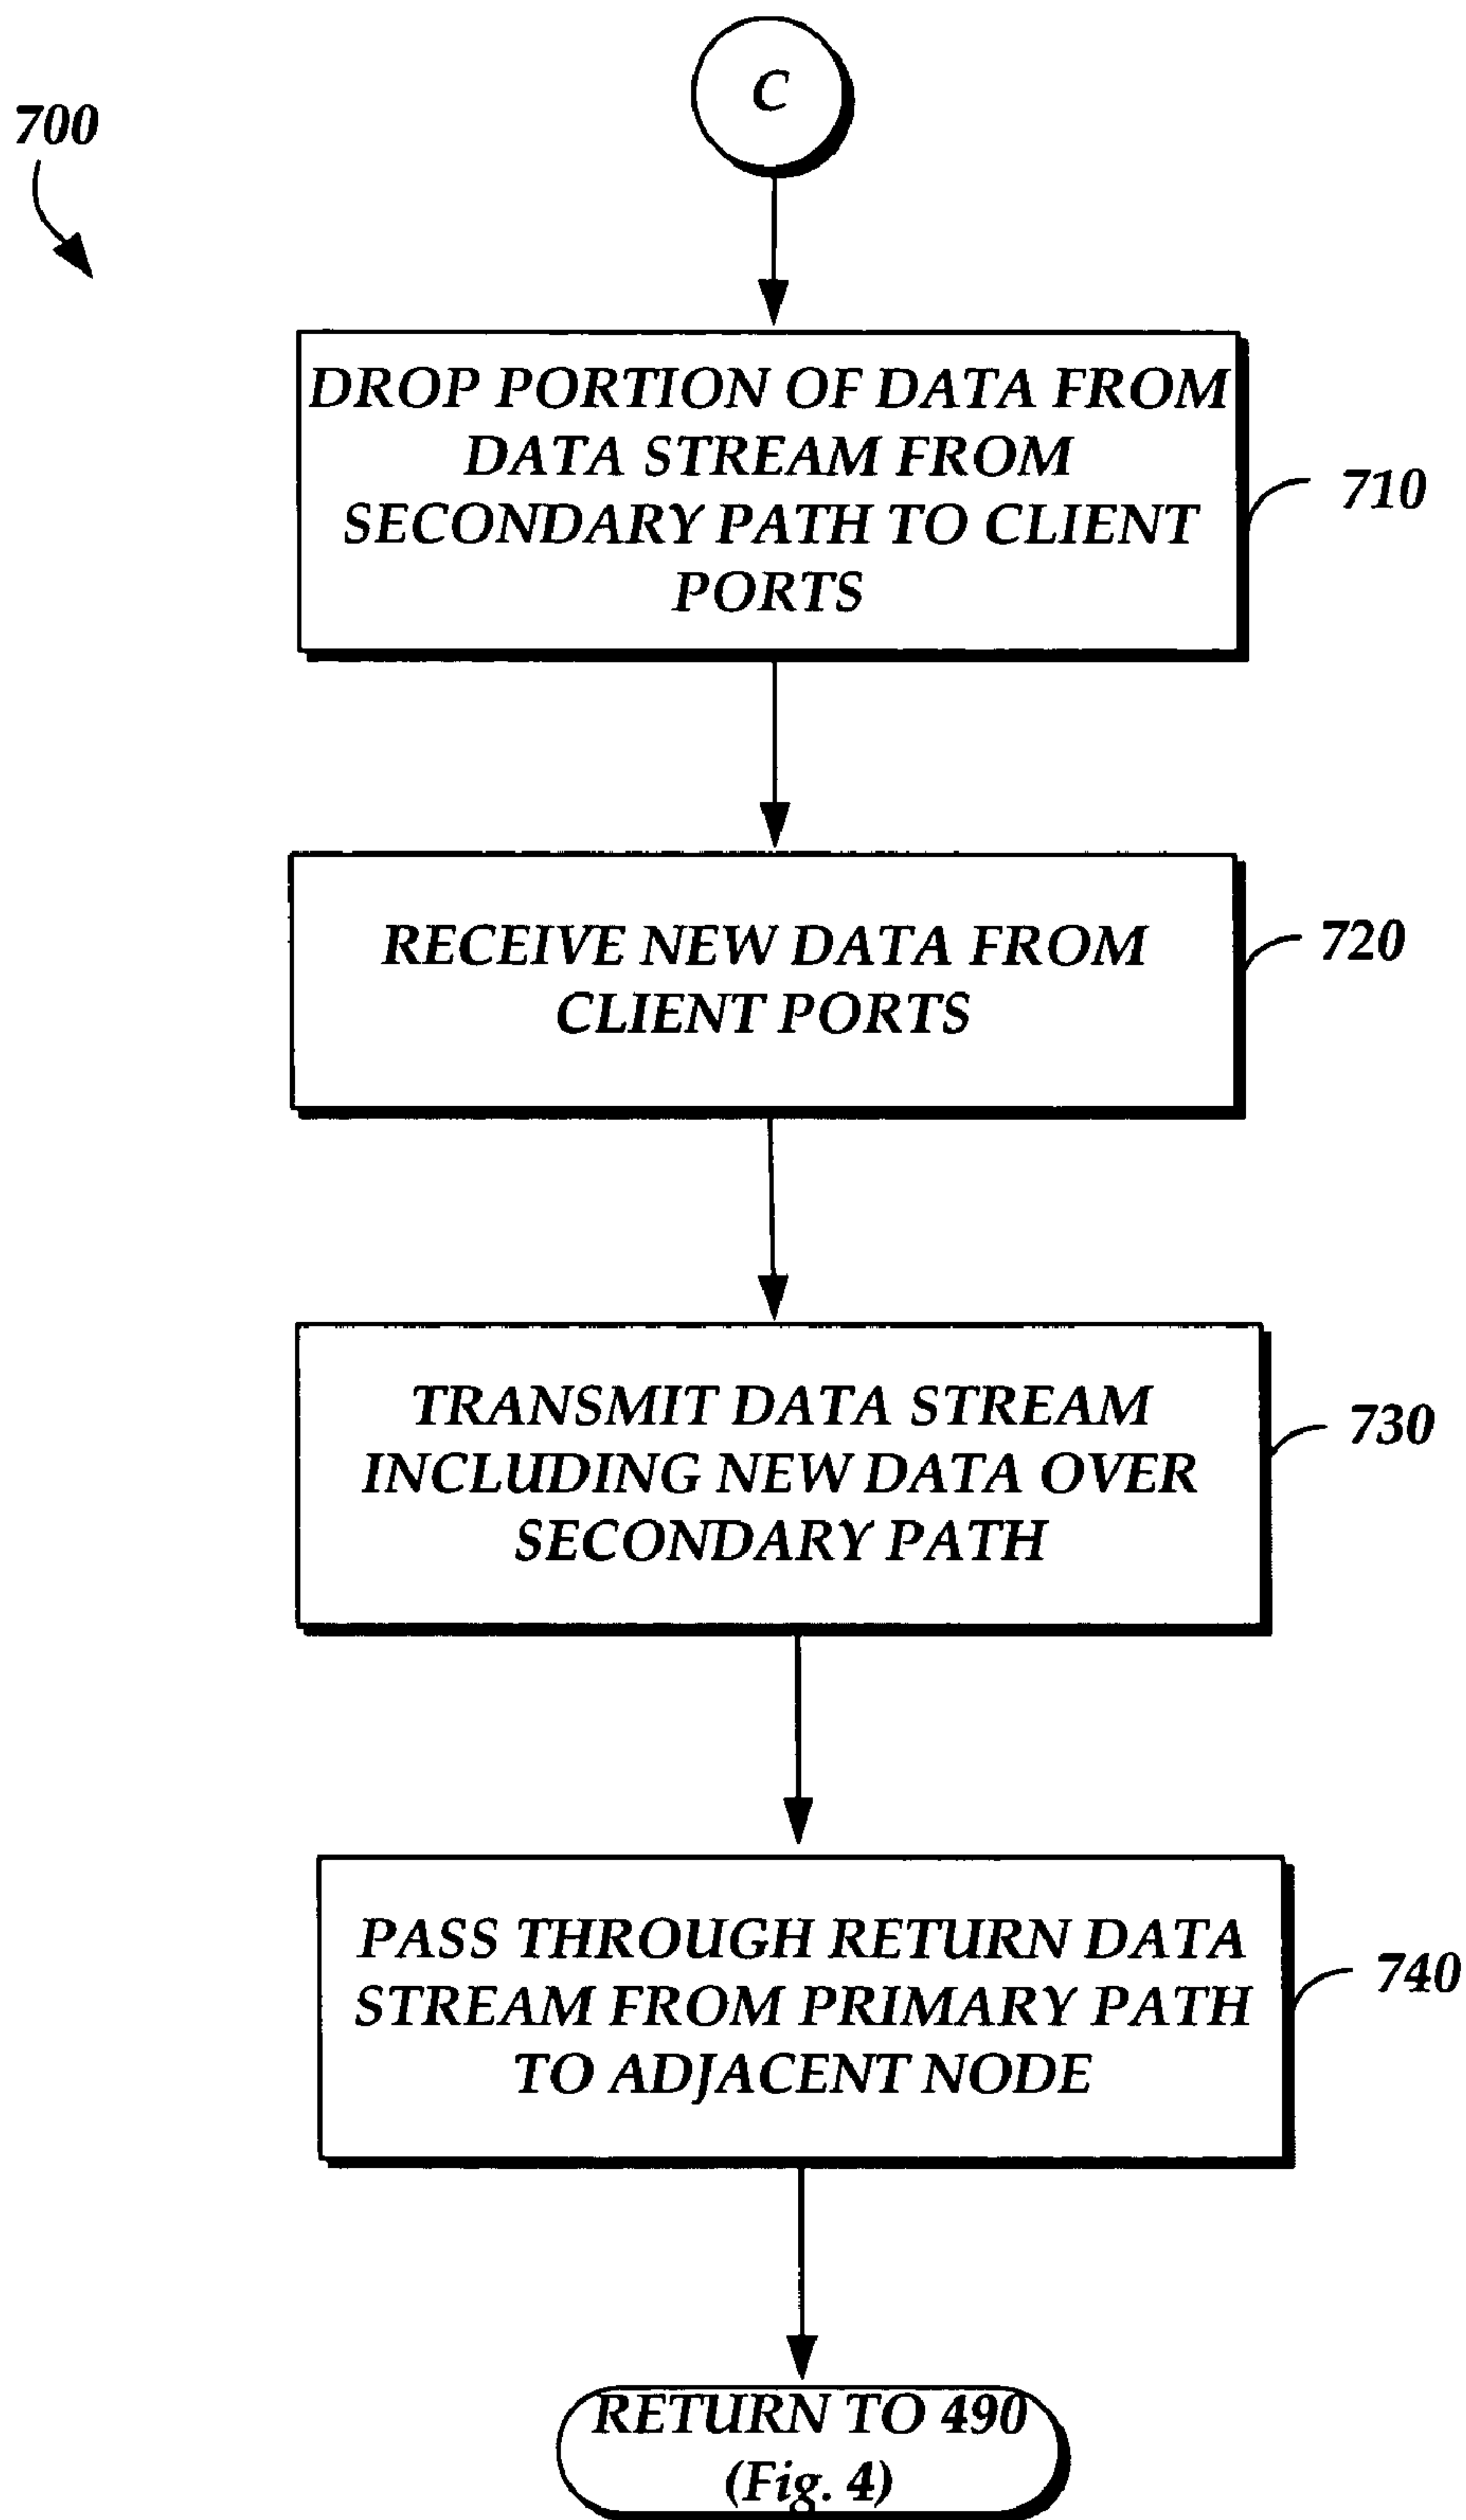 C
700
DROP PORTION OF DATA FROM
DATA STREAM FROM
SECONDARY PATH TO CLIENT
PORTS
710
RECEIVE NEW DATA FROM
CLIENT PORTS
720
TRANSMIT DATA STREAM
INCLUDING NEW DATA OVER
SECONDARY PATH
730
PASS THROUGH RETURN DATA
STREAM FROM PRIMARY PATH
TO ADJACENT NODE
740
RETURN TO 490
(Fig. 4)